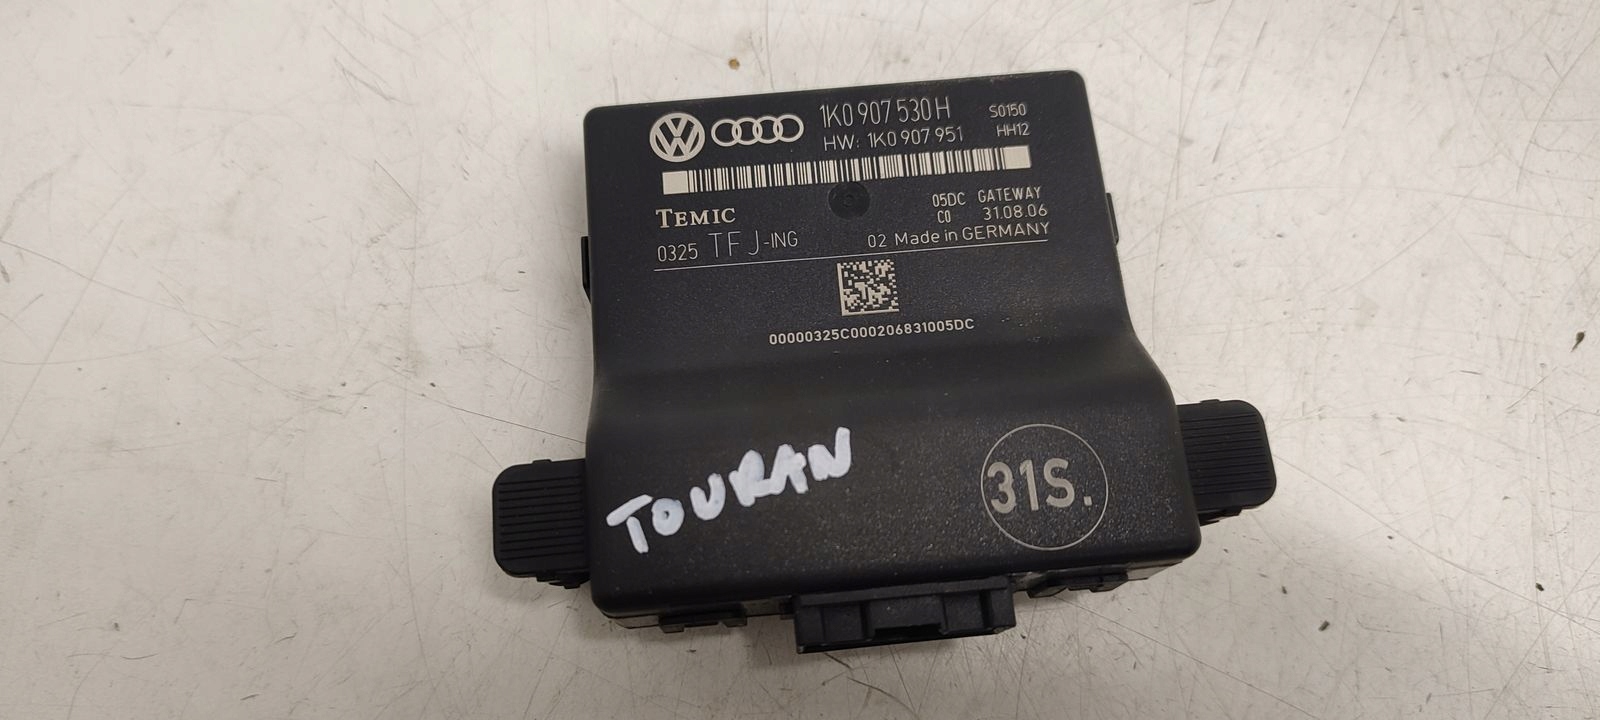 1K0 907 530 H S0150
HW: 1K0 907 951 HH12
TEMIC
05DC GATEWAY
C0 31.08.06
0325 TFJ-ING 02 Made in GERMANY
00000325C000206831005DC
TOURAN
31S.